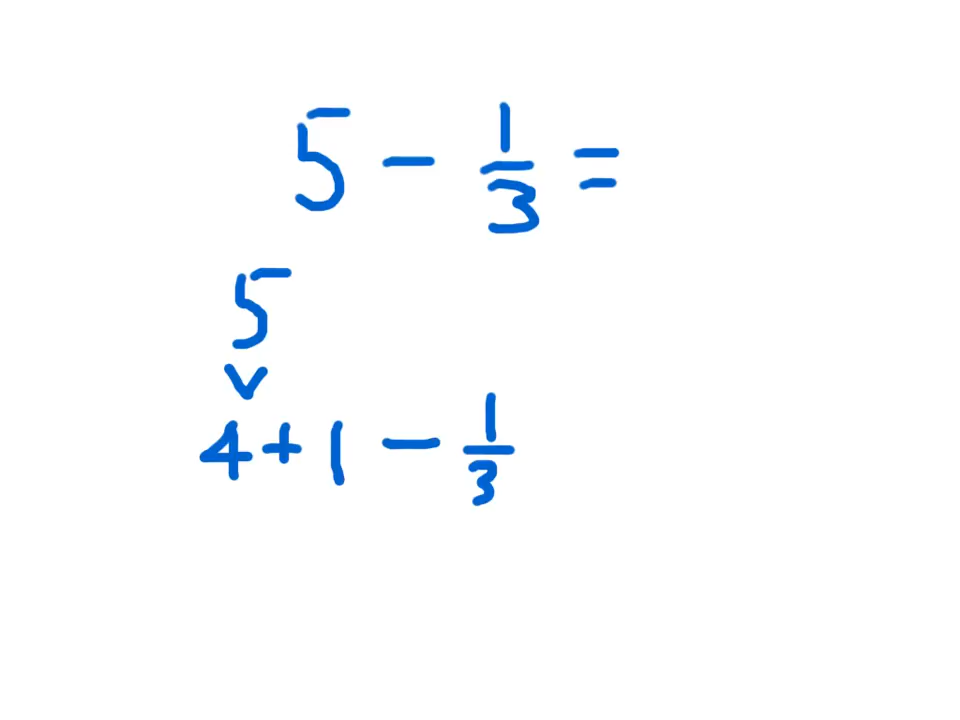 5 - 1/3 =
5
∨
4 + 1 - 1/3